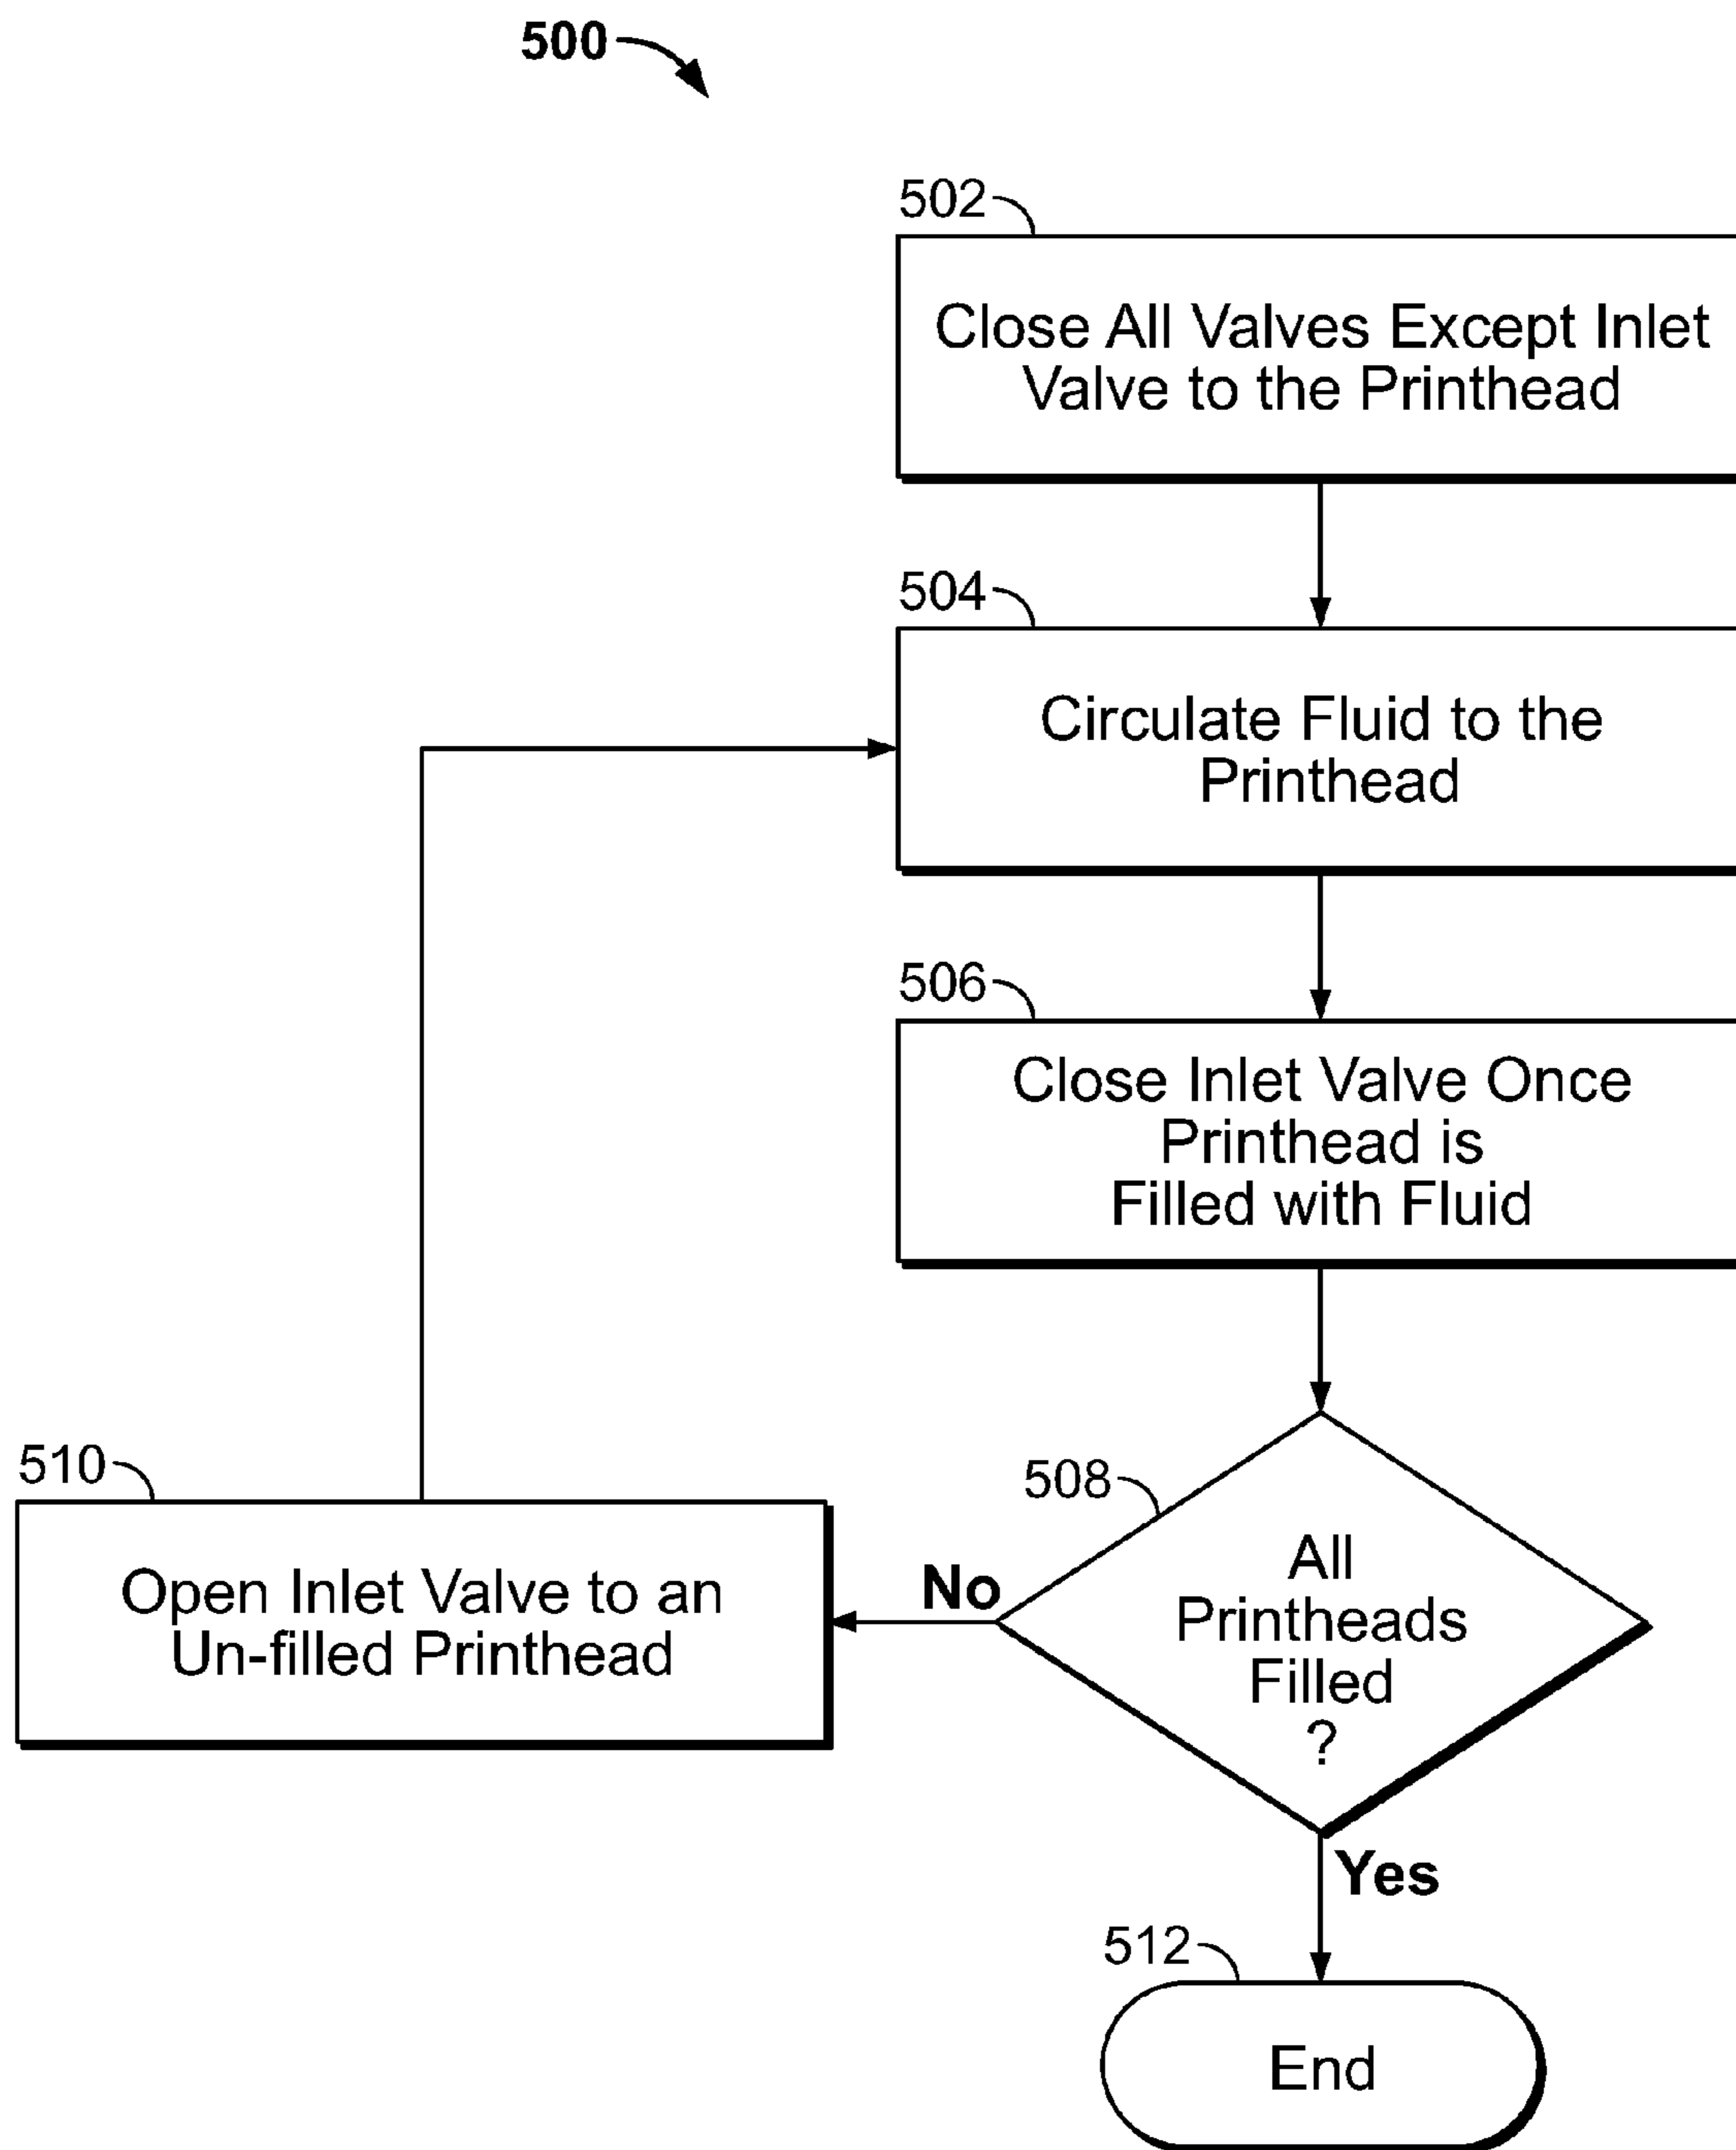 500
502
Close All Valves Except Inlet
Valve to the Printhead
504
Circulate Fluid to the
Printhead
506
Close Inlet Valve Once
Printhead is
Filled with Fluid
508
All
Printheads
Filled
?
No
510
Open Inlet Valve to an
Un-filled Printhead
Yes
512
End